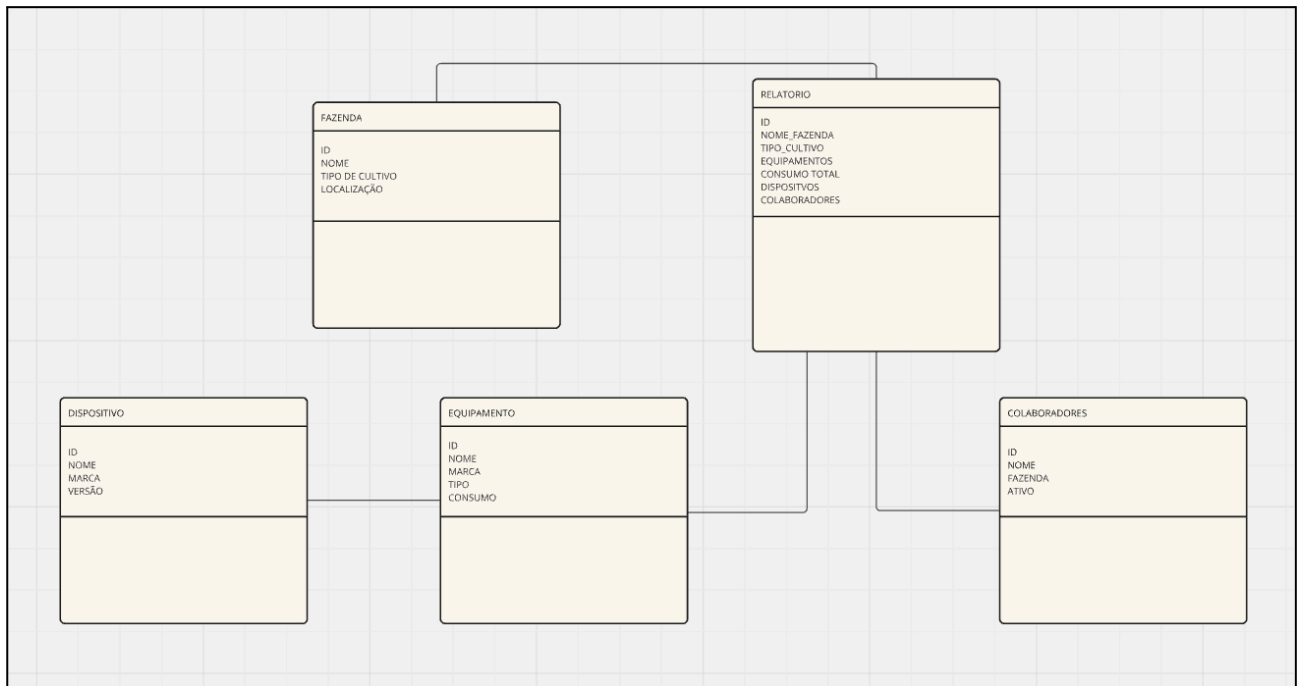 FAZENDA
ID
NOME
TIPO DE CULTIVO
LOCALIZAÇÃO
RELATORIO
ID
NOME_FAZENDA
TIPO_CULTIVO
EQUIPAMENTOS
CONSUMO TOTAL
DISPOSITVOS
COLABORADORES
DISPOSITIVO
ID
NOME
MARCA
VERSÃO
EQUIPAMENTO
ID
NOME
MARCA
TIPO
CONSUMO
COLABORADORES
ID
NOME
FAZENDA
ATIVO